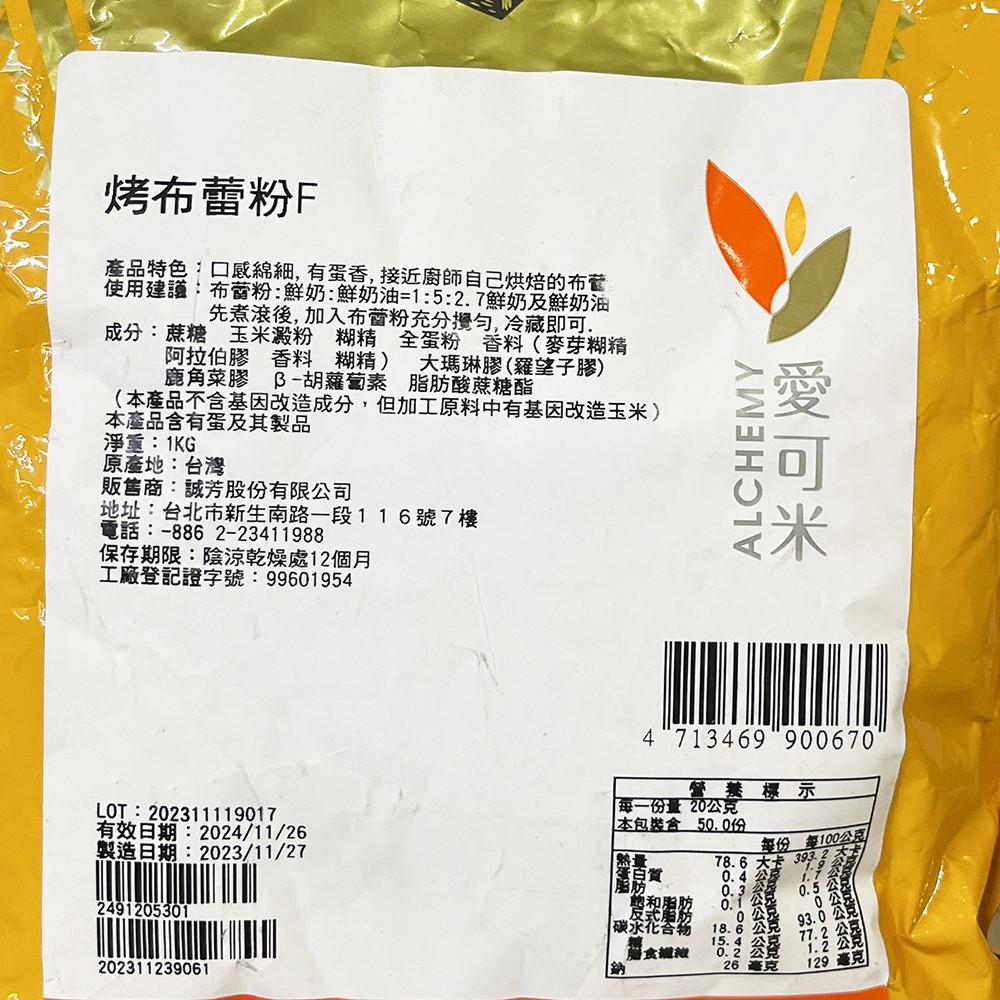 烤布蕾粉F
產品特色：口感綿細,有蛋香,接近廚師自己烘焙的布蕾
使用建議：布蕾粉:鮮奶:鮮奶油=1:5:2.7鮮奶及鮮奶油
先煮滾後,加入布蕾粉充分攪勻,冷藏即可.
成分：蔗糖 玉米澱粉 糊精 全蛋粉 香料（麥芽糊精
阿拉伯膠 香料 糊精） 大瑪琳膠(羅望子膠)
鹿角菜膠 β-胡蘿蔔素 脂肪酸蔗糖酯
（本產品不含基因改造成分，但加工原料中有基因改造玉米）
本產品含有蛋及其製品
淨重：1KG
原產地：台灣
販售商：誠芳股份有限公司
地址：台北市新生南路一段１１６號７樓
電話：-886 2-23411988
保存期限：陰涼乾燥處12個月
工廠登記證字號：99601954
愛可米
ALCHEMY
4 713469 900670
LOT：202311119017
有效日期：2024/11/26
製造日期：2023/11/27
2491205301
202311239061
營養標示
每一份量 20公克
本包裝含 50.0份
每份 每100公克
熱量 78.6 大卡 393.2 大卡
蛋白質 0.4 公克 1.9 公克
脂肪 0.3 公克 1.7 公克
飽和脂肪 0.1 公克 0.5 公克
反式脂肪 0 公克 0.0 公克
碳水化合物 18.6 公克 93.0 公克
糖 15.4 公克 77.2 公克
膳食纖維 0.2 公克 1.2 公克
鈉 26 毫克 129 毫克